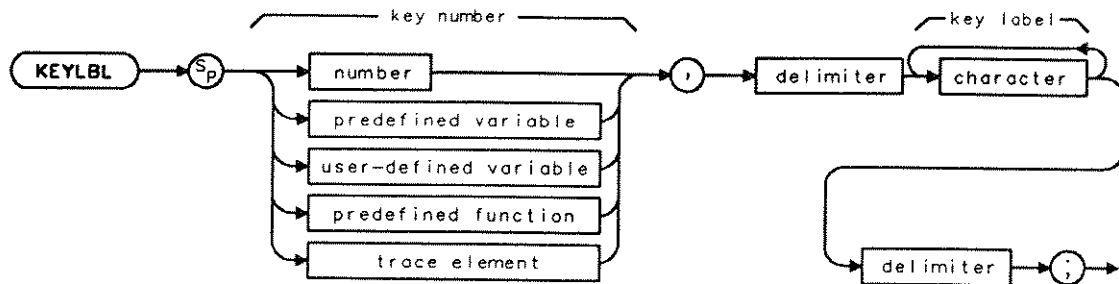 key number
key label
KEYLBL
Sp
number
,
delimiter
character
predefined variable
user-defined variable
predefined function
trace element
delimiter
;